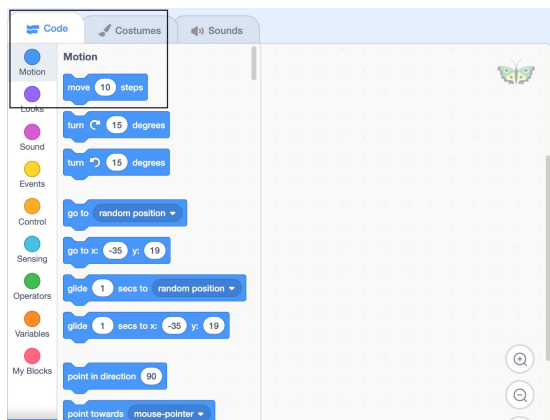 Code Costumes Sounds
Motion
Looks
Sound
Events
Control
Sensing
Operators
Variables
My Blocks
Motion
move 10 steps
turn 15 degrees
turn 15 degrees
go to random position
go to x: -35 y: 19
glide 1 secs to random position
glide 1 secs to x: -35 y: 19
point in direction 90
point towards mouse-pointer